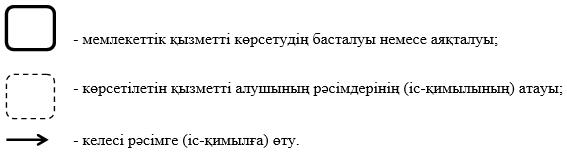 - мемлекеттік қызметті көрсетудің басталуы немесе аяқталуы;
- көрсетілетін қызметті алушының рәсімдерінің (іс-қимылының) атауы;
- келесі рәсімге (іс-қимылға) өту.